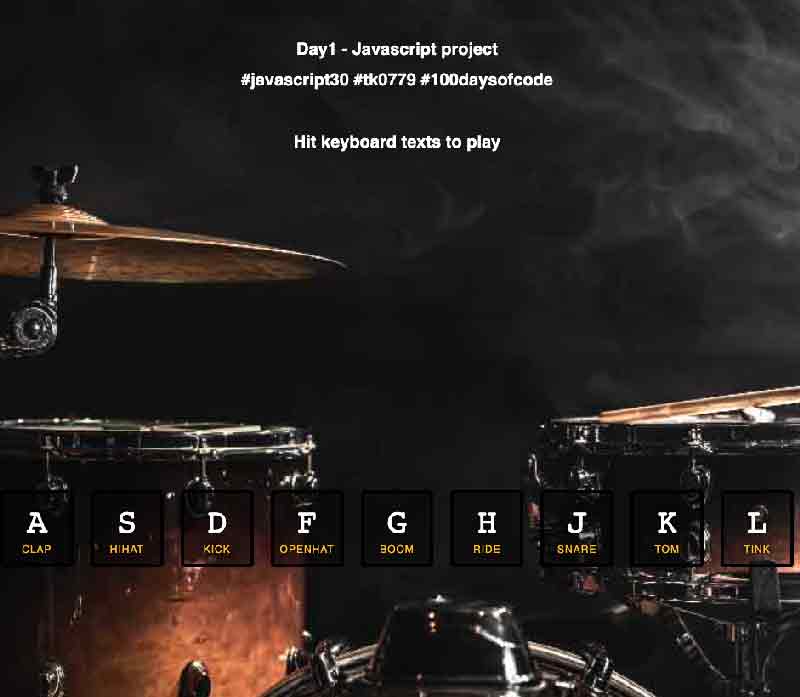 Day1 - Javascript project
#javascript30 #tk0779 #100daysofcode
Hit keyboard texts to play
A S D F G H J K L
CLAP HIHAT KICK OPENHAT BOOM RIDE SNARE TOM TINK